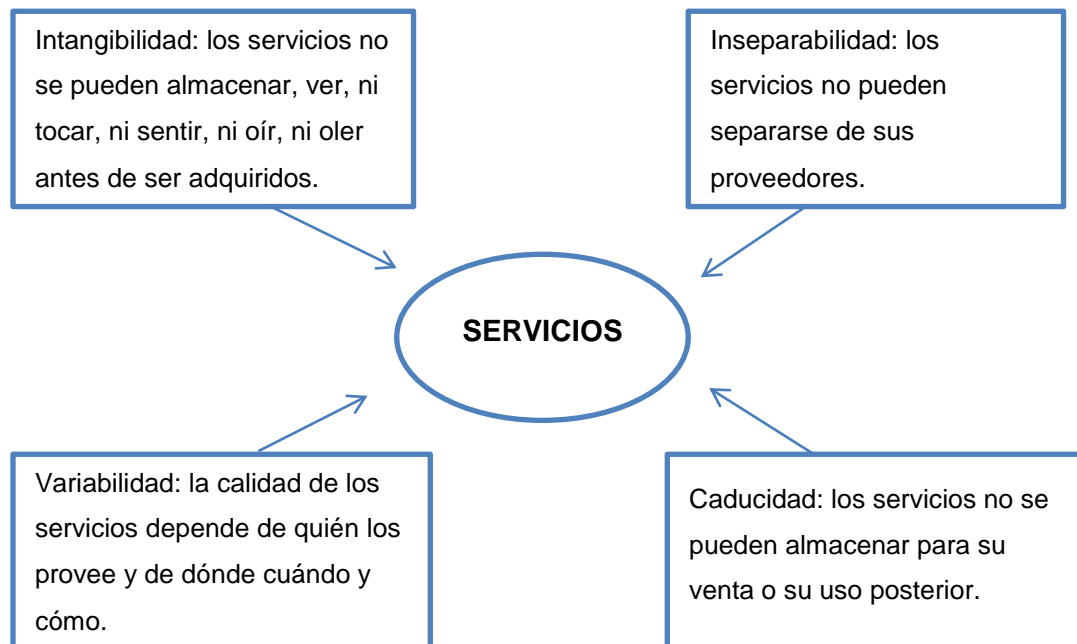 Intangibilidad: los servicios no
se pueden almacenar, ver, ni
tocar, ni sentir, ni oír, ni oler
antes de ser adquiridos.
Inseparabilidad: los
servicios no pueden
separarse de sus
proveedores.
SERVICIOS
Variabilidad: la calidad de los
servicios depende de quién los
provee y de dónde cuándo y
cómo.
Caducidad: los servicios no se
pueden almacenar para su
venta o su uso posterior.